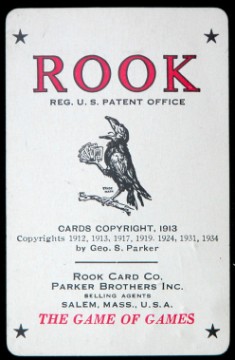 ROOK
REG. U. S. PATENT OFFICE
CARDS COPYRIGHT, 1913
Copyrights 1912, 1913, 1917, 1919. 1924, 1931, 1934
by Geo. S. Parker
ROOK CARD CO.
PARKER BROTHERS INC.
SELLING AGENTS
SALEM, MASS., U.S.A.
THE GAME OF GAMES